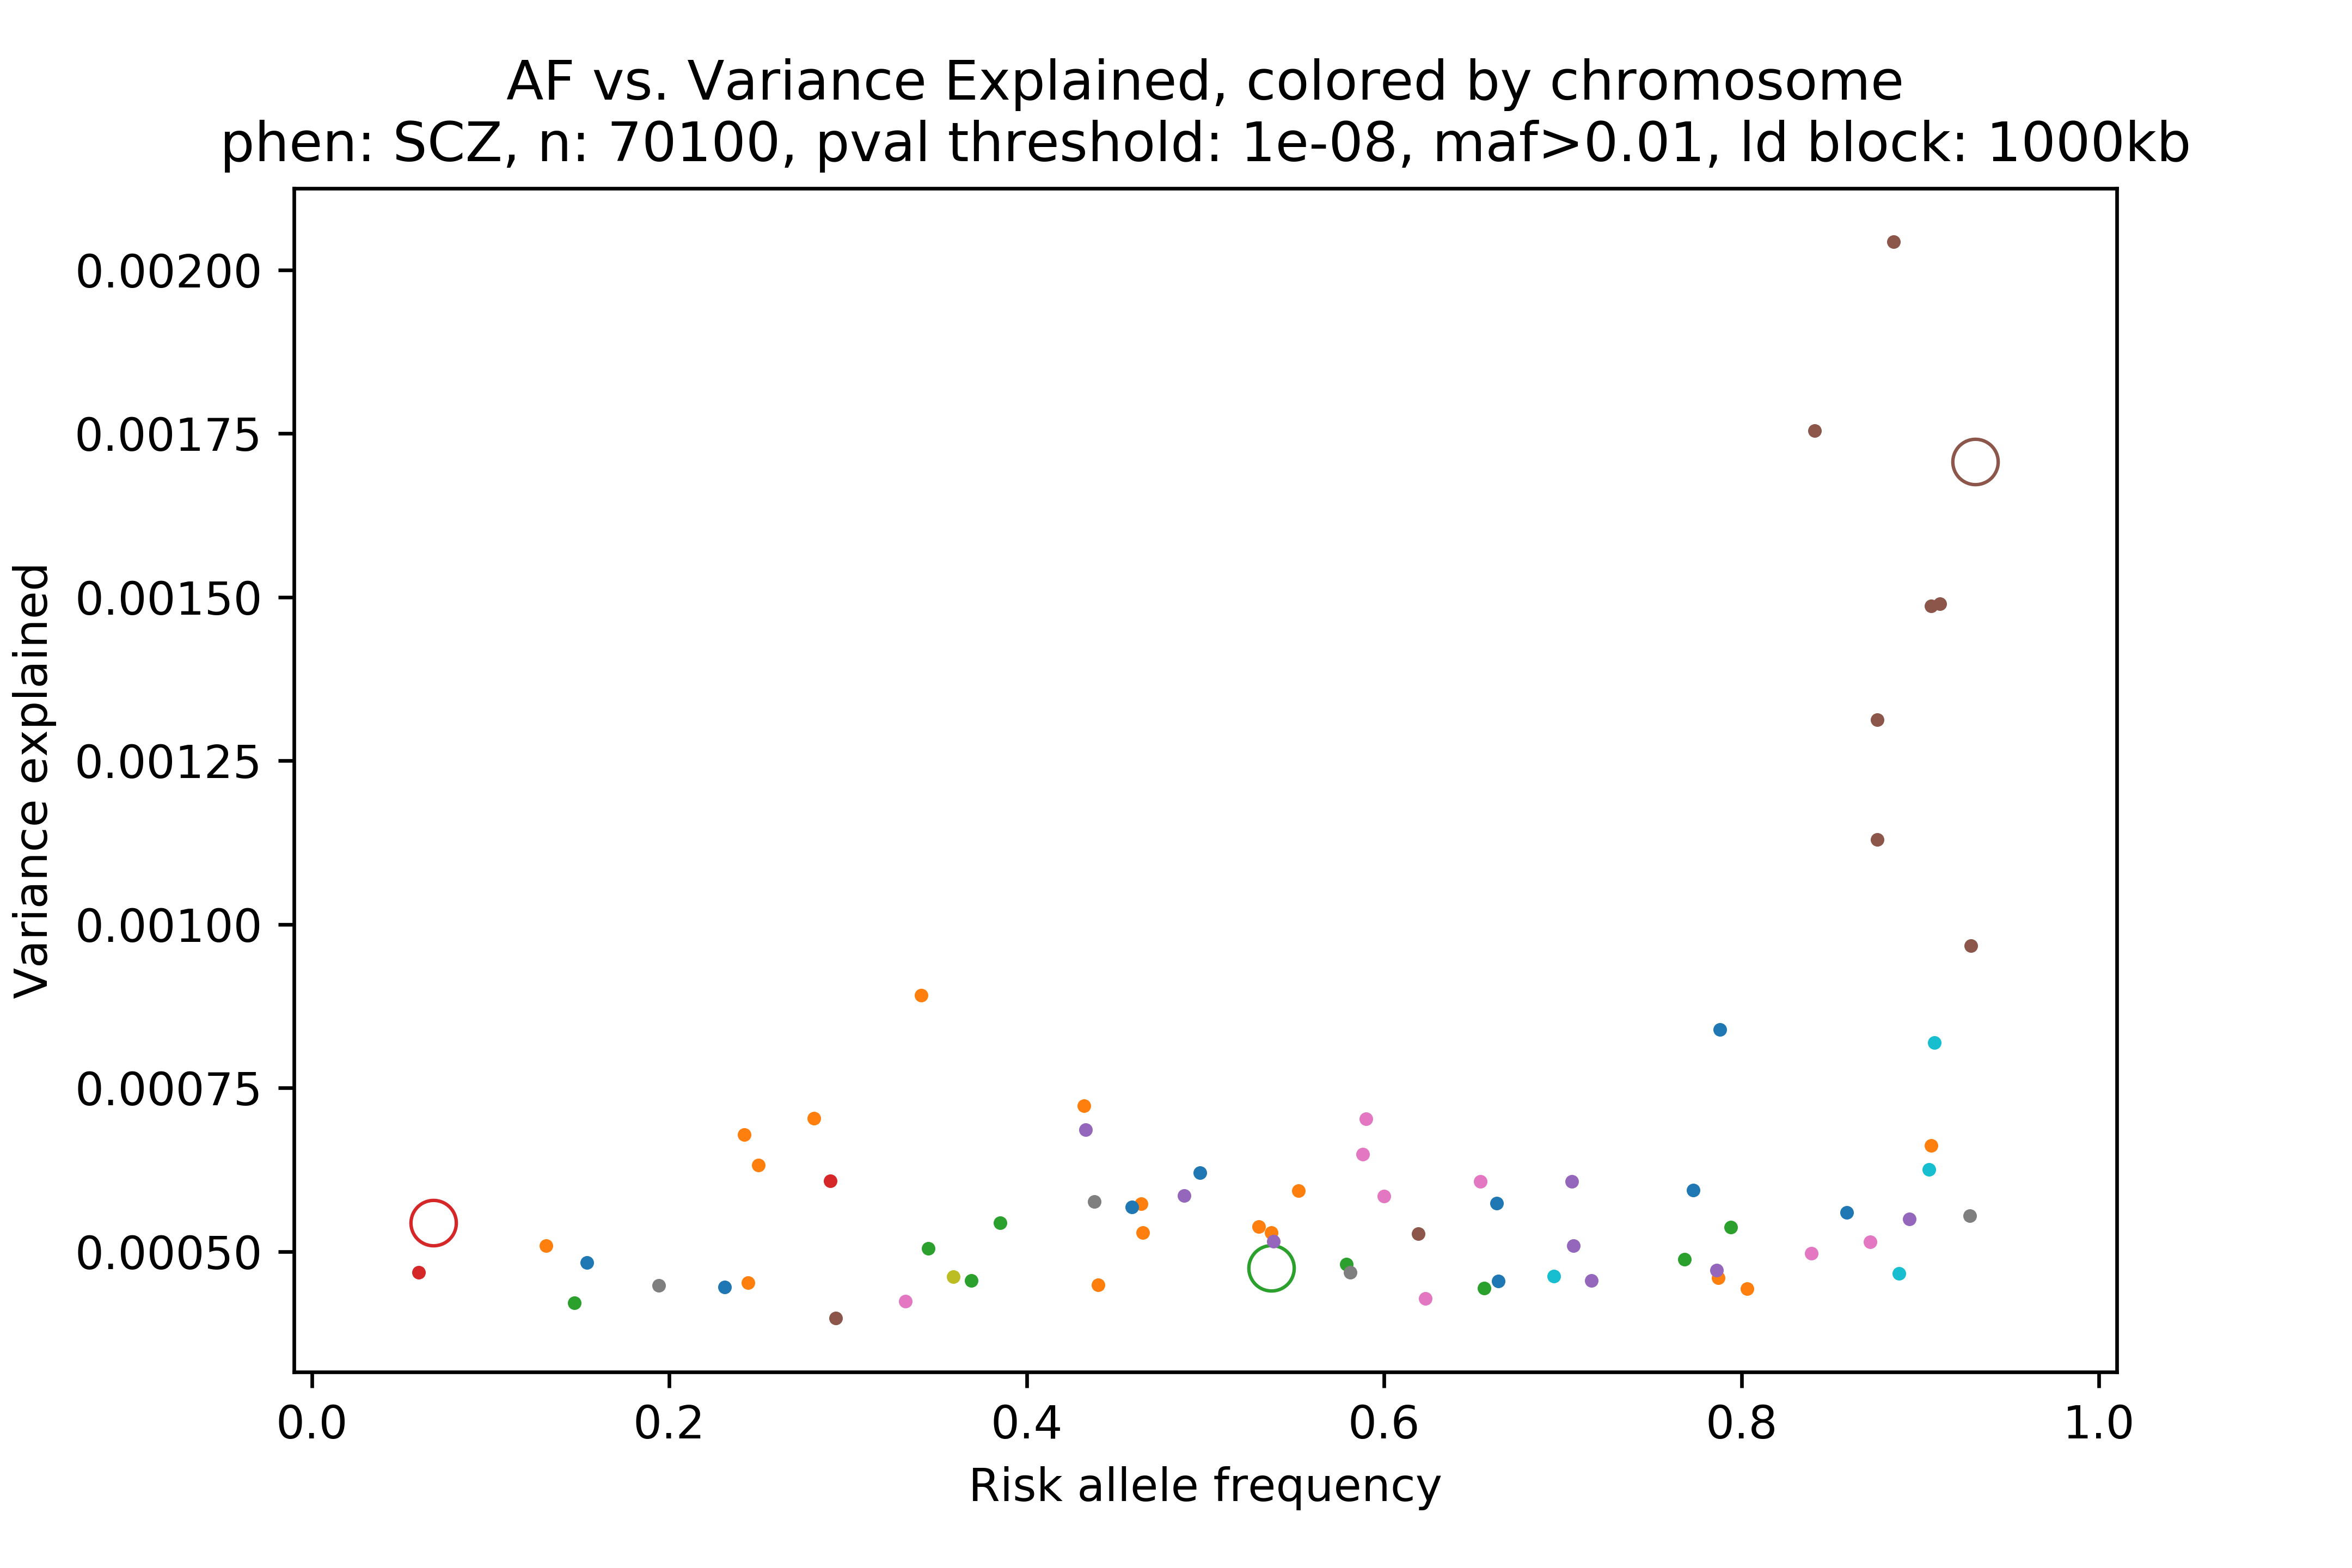 AF vs. Variance Explained, colored by chromosome
phen: SCZ, n: 70100, pval threshold: 1e-08, maf>0.01, ld block: 1000kb
Variance explained
0.00200
0.00175
0.00150
0.00125
0.00100
0.00075
0.00050
0.0 0.2 0.4 0.6 0.8 1.0
Risk allele frequency